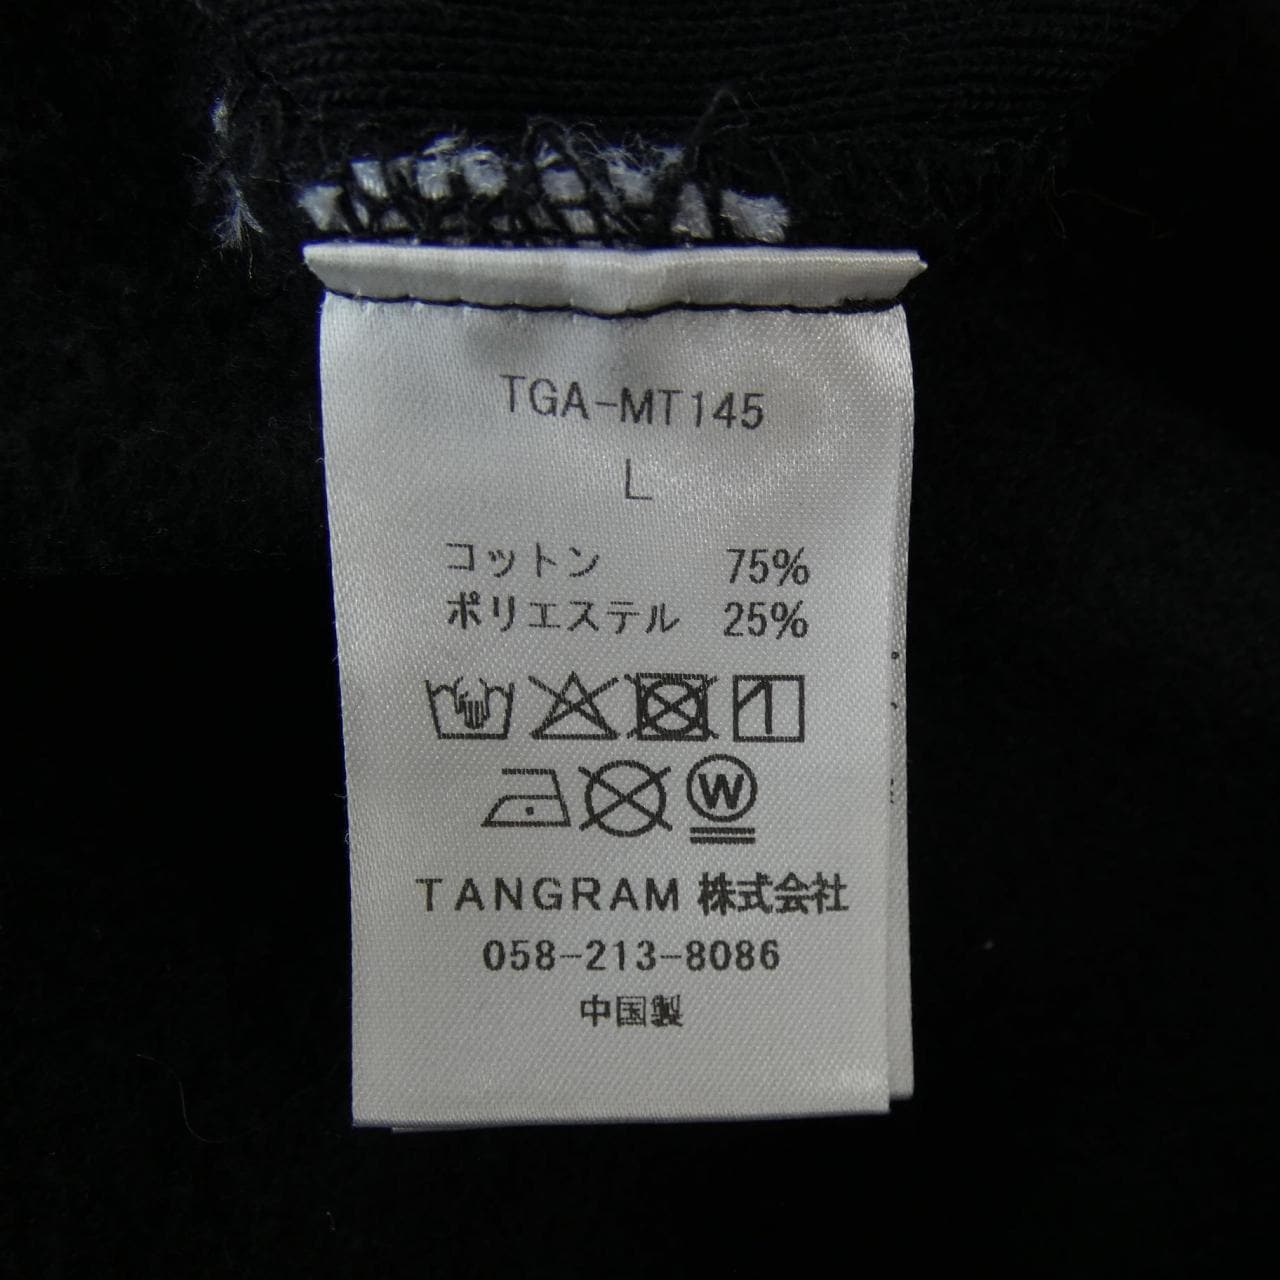 TGA-MT145
L
コットン 75%
ポリエステル 25%
W
TANGRAM 株式会社
058-213-8086
中国製